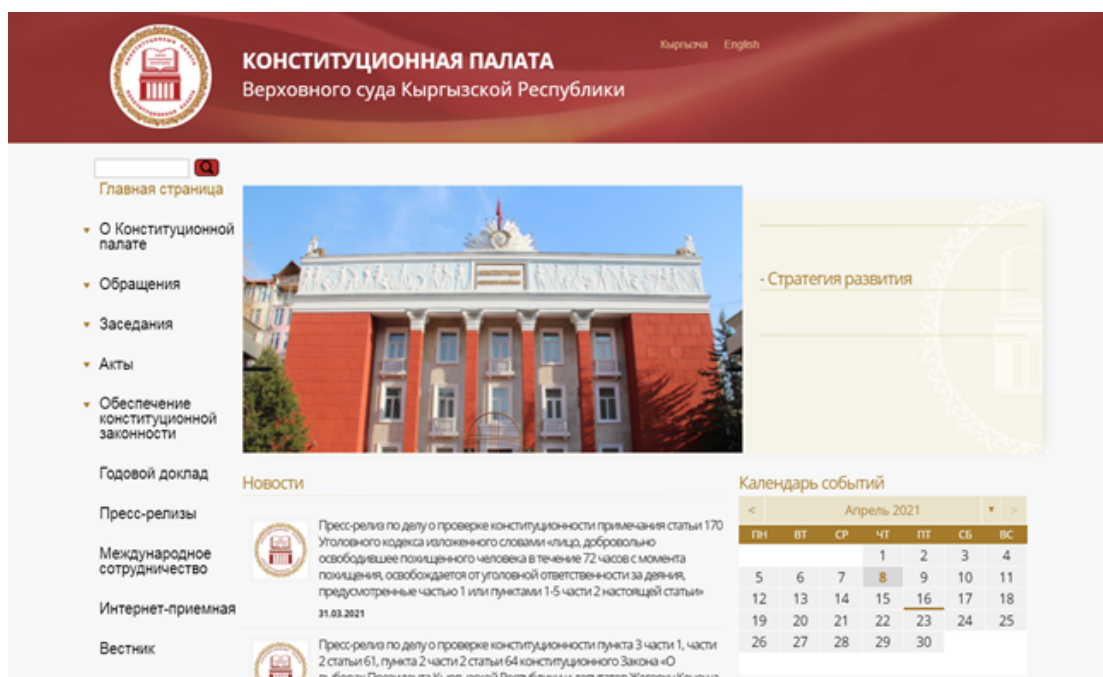 КОНСТИТУЦИОННАЯ ПАЛАТА
Верховного суда Кыргызской Республики
Кыргызча English
Главная страница
О Конституционной
палате
Обращения
Заседания
Акты
Обеспечение
конституционной
законности
Годовой доклад
Пресс-релизы
Международное
сотрудничество
Интернет-приемная
Вестник
- Стратегия развития
Новости
Пресс-релиз по делу о проверке конституционности примечания статьи 170
Уголовного кодекса изложенного словами «лицо, добровольно
освободившее похищенного человека в течение 72 часов с момента
похищения, освобождается от уголовной ответственности за деяния,
предусмотренные частью 1 или пунктами 1-5 части 2 настоящей статьи»
31.03.2021
Пресс-релиз по делу о проверке конституционности пункта 3 части 1, части
2 статьи 61, пункта 2 части 2 статьи 64 конституционного Закона «О
выборах Президента Кыргызской Республики и депутатов Жогорку Кенеша
Календарь событий
< Апрель 2021 ▼ >
ПН ВТ СР ЧТ ПТ СБ ВС
1 2 3 4
5 6 7 8 9 10 11
12 13 14 15 16 17 18
19 20 21 22 23 24 25
26 27 28 29 30